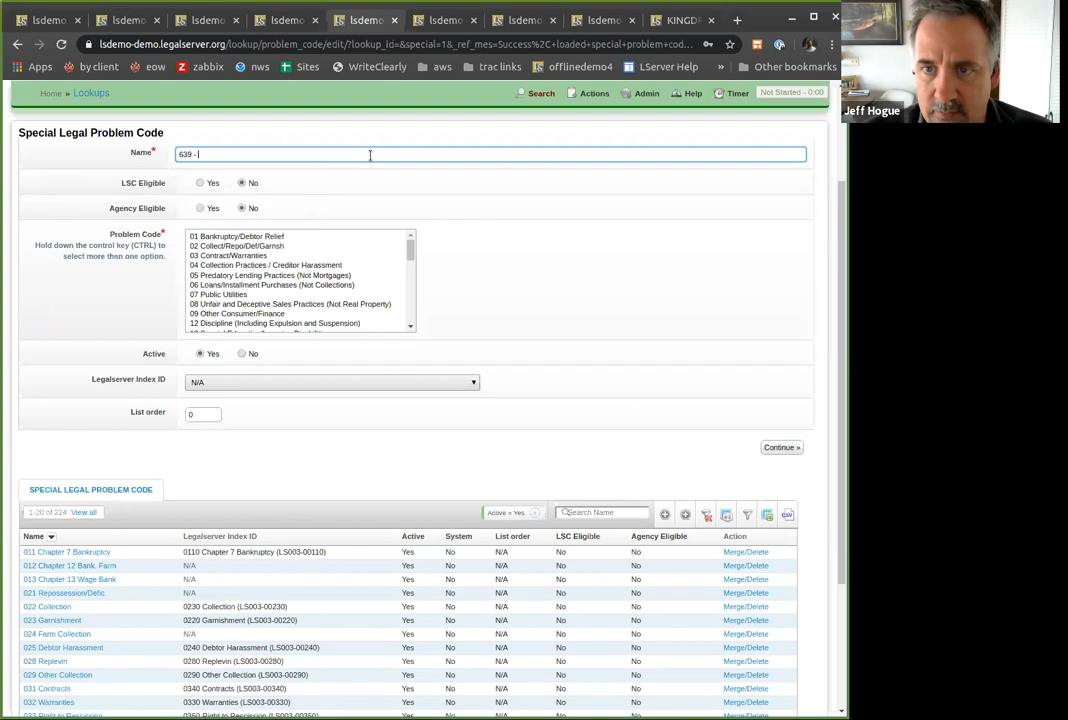 lsdemo × lsdemo × lsdemo × lsdemo × lsdemo × lsdemo × lsdemo × lsdemo × KINGD × +
lsdemo-demo.legalserver.org/lookup/problem_code/edit/?lookup_id=&special=1&_ref_mes=Success%2C+loaded+special+problem+cod...
Apps by client eow zabbix nws Sites WriteClearly aws trac links offlinedemo4 LServer Help » Other bookmarks
Home » Lookups Search Actions Admin Help Timer Not Started - 0:00
Jeff Hogue
Special Legal Problem Code
Name* 639 -
LSC Eligible Yes No
Agency Eligible Yes No
Problem Code*
Hold down the control key (CTRL) to
select more than one option.
01 Bankruptcy/Debtor Relief
02 Collect/Repo/Def/Garnsh
03 Contract/Warranties
04 Collection Practices / Creditor Harassment
05 Predatory Lending Practices (Not Mortgages)
06 Loans/Installment Purchases (Not Collections)
07 Public Utilities
08 Unfair and Deceptive Sales Practices (Not Real Property)
09 Other Consumer/Finance
12 Discipline (Including Expulsion and Suspension)
Active Yes No
Legalserver Index ID N/A
List order 0
Continue »
SPECIAL LEGAL PROBLEM CODE
1-20 of 224 View all Active = Yes Search Name CSV
Name Legalserver Index ID Active System List order LSC Eligible Agency Eligible Action
011 Chapter 7 Bankruptcy 0110 Chapter 7 Bankruptcy (LS003-00110) Yes No N/A No No Merge/Delete
012 Chapter 12 Bank. Farm N/A Yes No N/A No No Merge/Delete
013 Chapter 13 Wage Bank. N/A Yes No N/A No No Merge/Delete
021 Repossession/Defic. N/A Yes No N/A No No Merge/Delete
022 Collection 0230 Collection (LS003-00230) Yes No N/A No No Merge/Delete
023 Garnishment 0220 Garnishment (LS003-00220) Yes No N/A No No Merge/Delete
024 Farm Collection N/A Yes No N/A No No Merge/Delete
025 Debtor Harassment 0240 Debtor Harassment (LS003-00240) Yes No N/A No No Merge/Delete
028 Replevin 0280 Replevin (LS003-00280) Yes No N/A No No Merge/Delete
029 Other Collection 0290 Other Collection (LS003-00290) Yes No N/A No No Merge/Delete
031 Contracts 0340 Contracts (LS003-00340) Yes No N/A No No Merge/Delete
032 Warranties 0330 Warranties (LS003-00330) Yes No N/A No No Merge/Delete